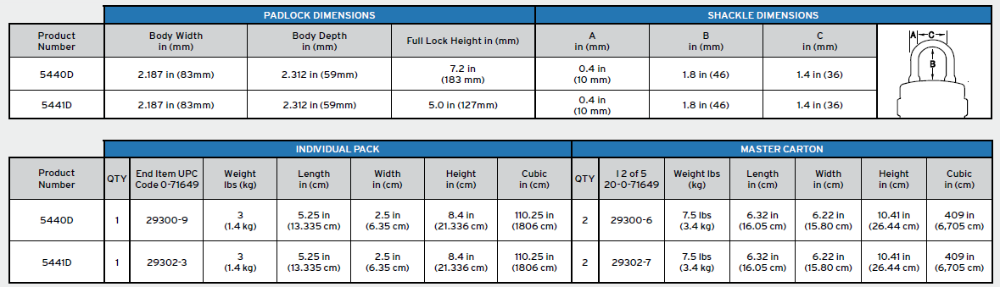 PADLOCK DIMENSIONS SHACKLE DIMENSIONS
Product Number Body Width in (mm) Body Depth in (mm) Full Lock Height in (mm) A in (mm) B in (mm) C in (mm)
A C
B
5440D 2.187 in (83mm) 2.312 in (59mm) 7.2 in (183 mm) 0.4 in (10 mm) 1.8 in (46) 1.4 in (36)
5441D 2.187 in (83mm) 2.312 in (59mm) 5.0 in (127mm) 0.4 in (10 mm) 1.8 in (46) 1.4 in (36)
INDIVIDUAL PACK MASTER CARTON
Product Number QTY End Item UPC Code 0-71649 Weight lbs (kg) Length in (cm) Width in (cm) Height in (cm) Cubic in (cm) QTY I 2 of 5 20-0-71649 Weight lbs (kg) Length in (cm) Width in (cm) Height in (cm) Cubic in (cm)
5440D 1 29300-9 3 (1.4 kg) 5.25 in (13.335 cm) 2.5 in (6.35 cm) 8.4 in (21.336 cm) 110.25 in (1806 cm) 2 29300-6 7.5 lbs (3.4 kg) 6.32 in (16.05 cm) 6.22 in (15.80 cm) 10.41 in (26.44 cm) 409 in (6,705 cm)
5441D 1 29302-3 3 (1.4 kg) 5.25 in (13.335 cm) 2.5 in (6.35 cm) 8.4 in (21.336 cm) 110.25 in (1806 cm) 2 29302-7 7.5 lbs (3.4 kg) 6.32 in (16.05 cm) 6.22 in (15.80 cm) 10.41 in (26.44 cm) 409 in (6,705 cm)